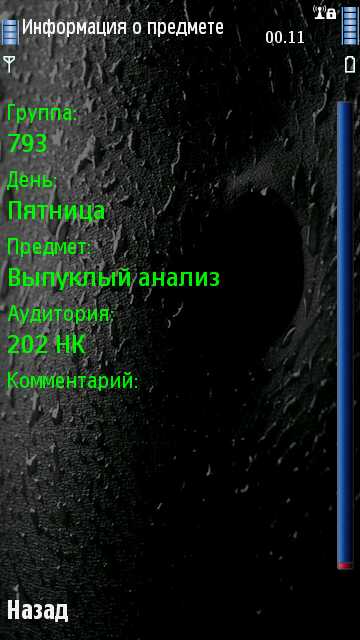 Информация о предмете
00.11
Группа:
793
День:
Пятница
Предмет:
Выпуклый анализ
Аудитория:
202 НК
Комментарий:
Назад